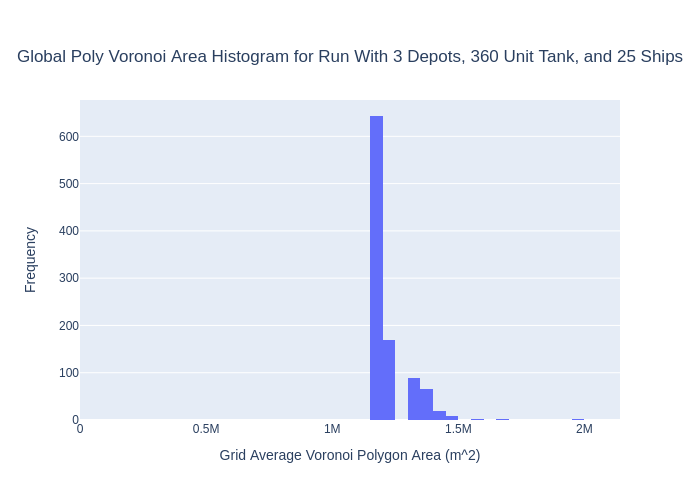 Global Poly Voronoi Area Histogram for Run With 3 Depots, 360 Unit Tank, and 25 Ships
600
500
400
300
200
100
0
Frequency
0 0.5M 1M 1.5M 2M
Grid Average Voronoi Polygon Area (m^2)